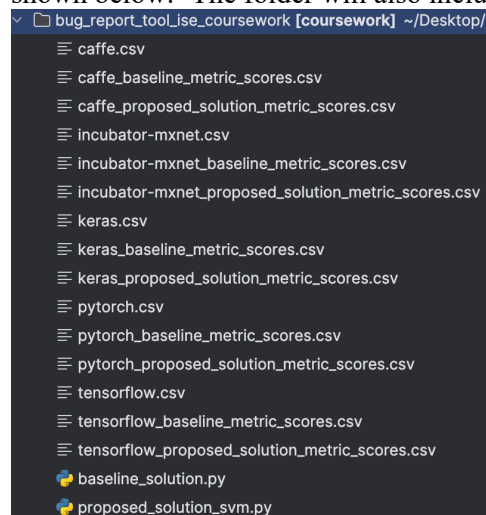 shown below. The folder will also inclu
bug_report_tool_ise_coursework [coursework] ~/Desktop/
caffe.csv
caffe_baseline_metric_scores.csv
caffe_proposed_solution_metric_scores.csv
incubator-mxnet.csv
incubator-mxnet_baseline_metric_scores.csv
incubator-mxnet_proposed_solution_metric_scores.csv
keras.csv
keras_baseline_metric_scores.csv
keras_proposed_solution_metric_scores.csv
pytorch.csv
pytorch_baseline_metric_scores.csv
pytorch_proposed_solution_metric_scores.csv
tensorflow.csv
tensorflow_baseline_metric_scores.csv
tensorflow_proposed_solution_metric_scores.csv
baseline_solution.py
proposed_solution_svm.py